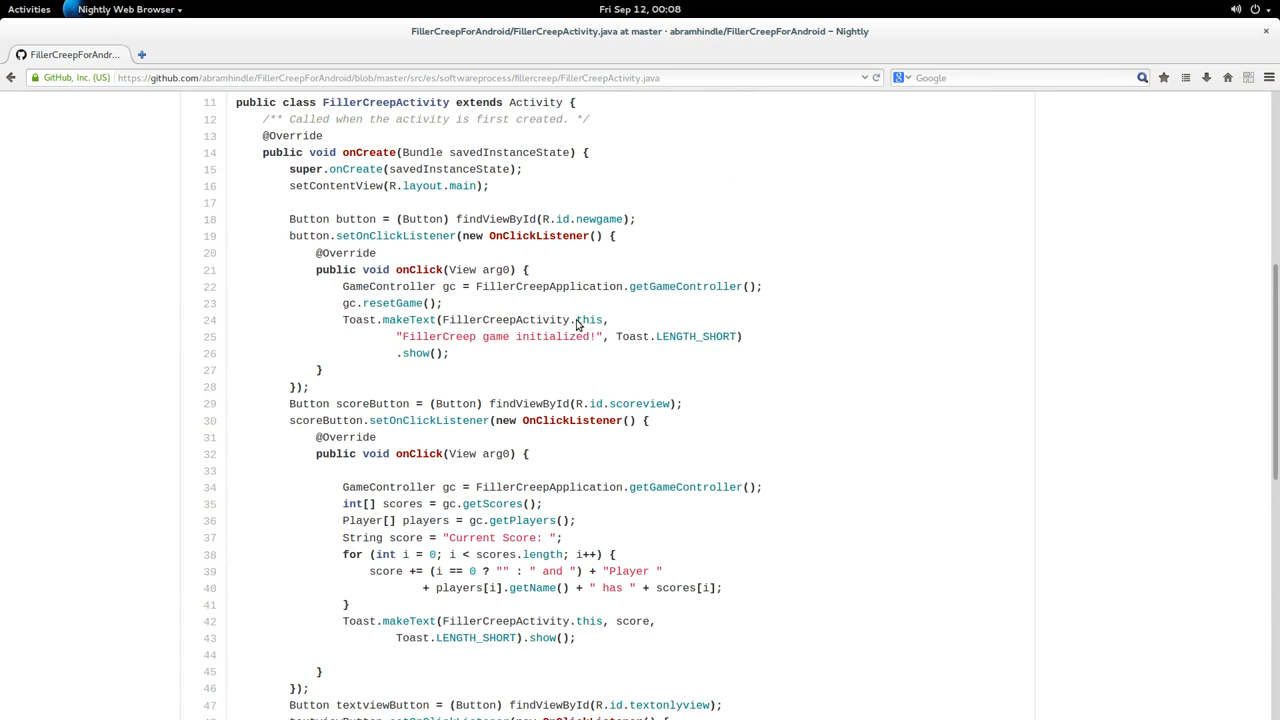 Activities Nightly Web Browser Fri Sep 12, 00:08
FillerCreepForAndroid/FillerCreepActivity.java at master · abramhindle/FillerCreepForAndroid – Nightly
FillerCreepForAndr...
GitHub, Inc. (US) https://github.com/abramhindle/FillerCreepForAndroid/blob/master/src/es/softwareprocess/fillercreep/FillerCreepActivity.java Google
11 public class FillerCreepActivity extends Activity {
12 /** Called when the activity is first created. */
13 @Override
14 public void onCreate(Bundle savedInstanceState) {
15 super.onCreate(savedInstanceState);
16 setContentView(R.layout.main);
17
18 Button button = (Button) findViewById(R.id.newgame);
19 button.setOnClickListener(new OnClickListener() {
20 @Override
21 public void onClick(View arg0) {
22 GameController gc = FillerCreepApplication.getGameController();
23 gc.resetGame();
24 Toast.makeText(FillerCreepActivity.this,
25 "FillerCreep game initialized!", Toast.LENGTH_SHORT)
26 .show();
27 }
28 });
29 Button scoreButton = (Button) findViewById(R.id.scoreview);
30 scoreButton.setOnClickListener(new OnClickListener() {
31 @Override
32 public void onClick(View arg0) {
33
34 GameController gc = FillerCreepApplication.getGameController();
35 int[] scores = gc.getScores();
36 Player[] players = gc.getPlayers();
37 String score = "Current Score: ";
38 for (int i = 0; i < scores.length; i++) {
39 score += (i == 0 ? "" : " and ") + "Player "
40 + players[i].getName() + " has " + scores[i];
41 }
42 Toast.makeText(FillerCreepActivity.this, score,
43 Toast.LENGTH_SHORT).show();
44
45 }
46 });
47 Button textviewButton = (Button) findViewById(R.id.textonlyview);